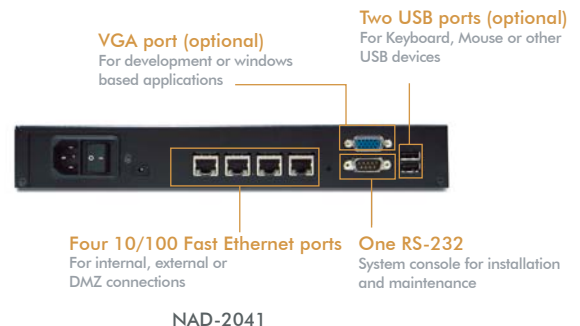 Two USB ports (optional)
For Keyboard, Mouse or other
USB devices
VGA port (optional)
For development or windows
based applications
Four 10/100 Fast Ethernet ports
For internal, external or
DMZ connections
One RS-232
System console for installation
and maintenance
NAD-2041